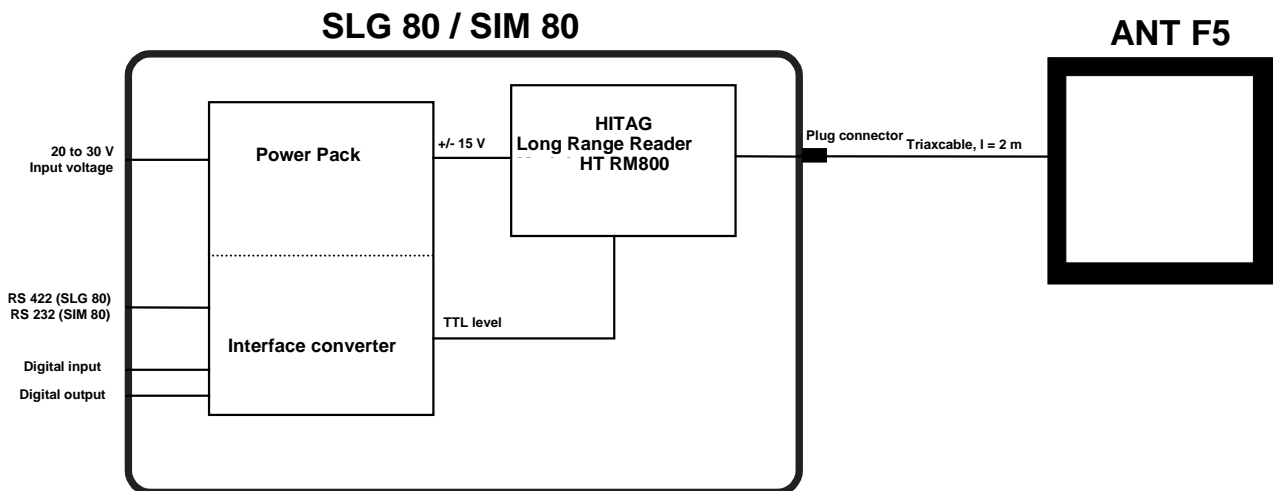 SLG 80 / SIM 80
ANT F5
20 to 30 V
Input voltage
Power Pack
+/- 15 V
HITAG
Long Range Reader
HT RM800
Plug connector
Triaxcable, l = 2 m
RS 422 (SLG 80)
RS 232 (SIM 80)
TTL level
Interface converter
Digital input
Digital output